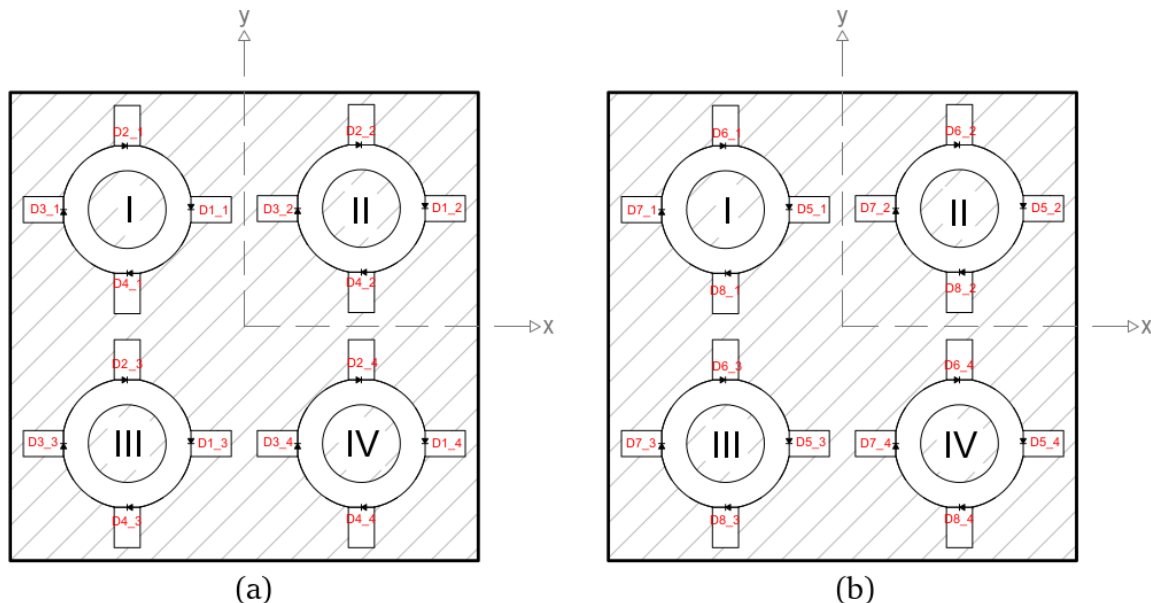 y
y
D2_1
D2_2
D6_1
D6_2
D3_1
I
D1_1
D3_2
II
D1_2
D7_1
I
D5_1
D7_2
II
D5_2
D4_1
D4_2
D8_1
D8_2
x
x
D2_3
D2_4
D6_3
D6_4
D3_3
III
D1_3
D3_4
IV
D1_4
D7_3
III
D5_3
D7_4
IV
D5_4
D4_3
D4_4
D8_3
D8_4
(a)
(b)